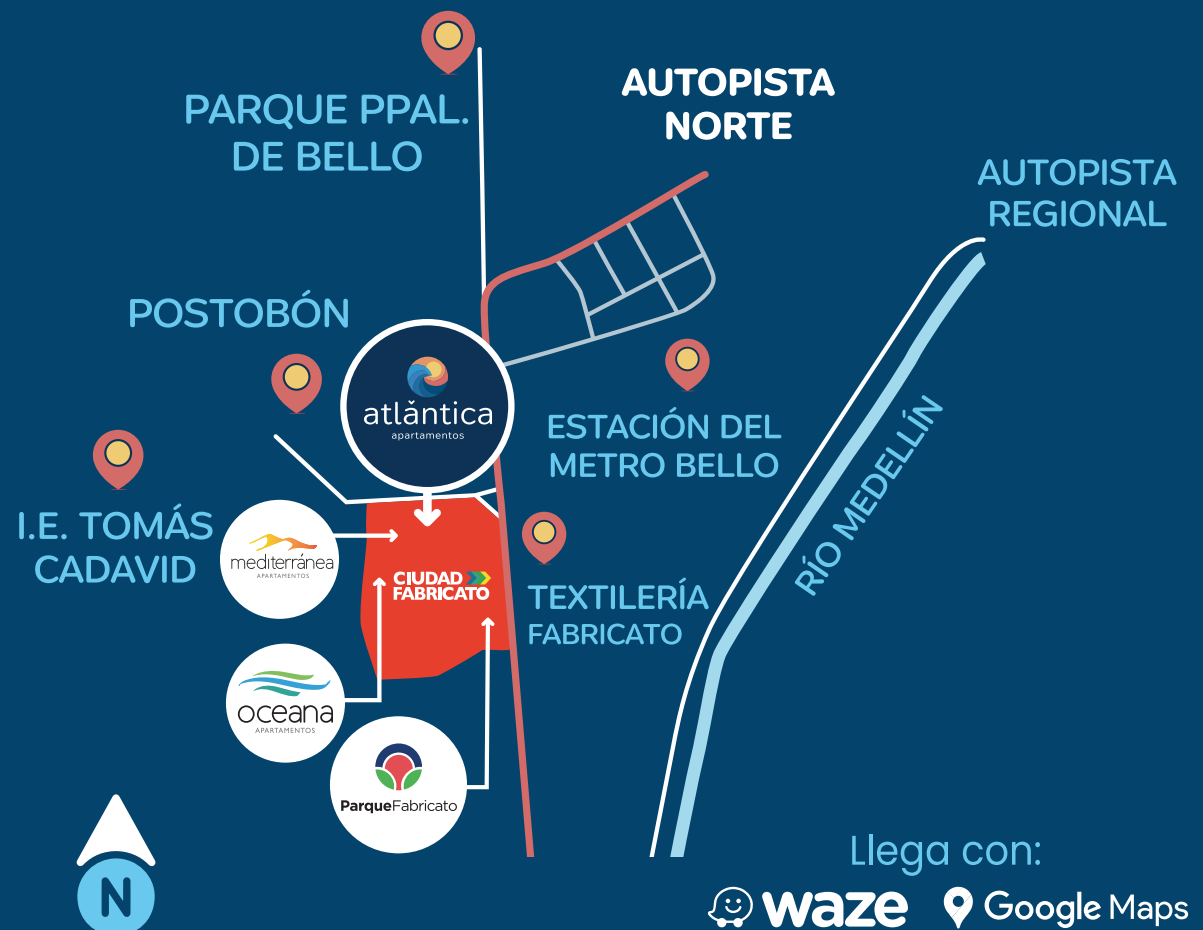 PARQUE PPAL.
DE BELLO
AUTOPISTA
NORTE
AUTOPISTA
REGIONAL
POSTOBÓN
atlăntica
apartamentos
ESTACIÓN DEL
METRO BELLO
RÍO MEDELLÍN
I.E. TOMÁS
CADAVID
mediterránea
APARTAMENTOS
CIUDAD
FABRICATO
TEXTILERÍA
FABRICATO
oceana
APARTAMENTOS
ParqueFabricato
N
Llega con:
waze
Google Maps